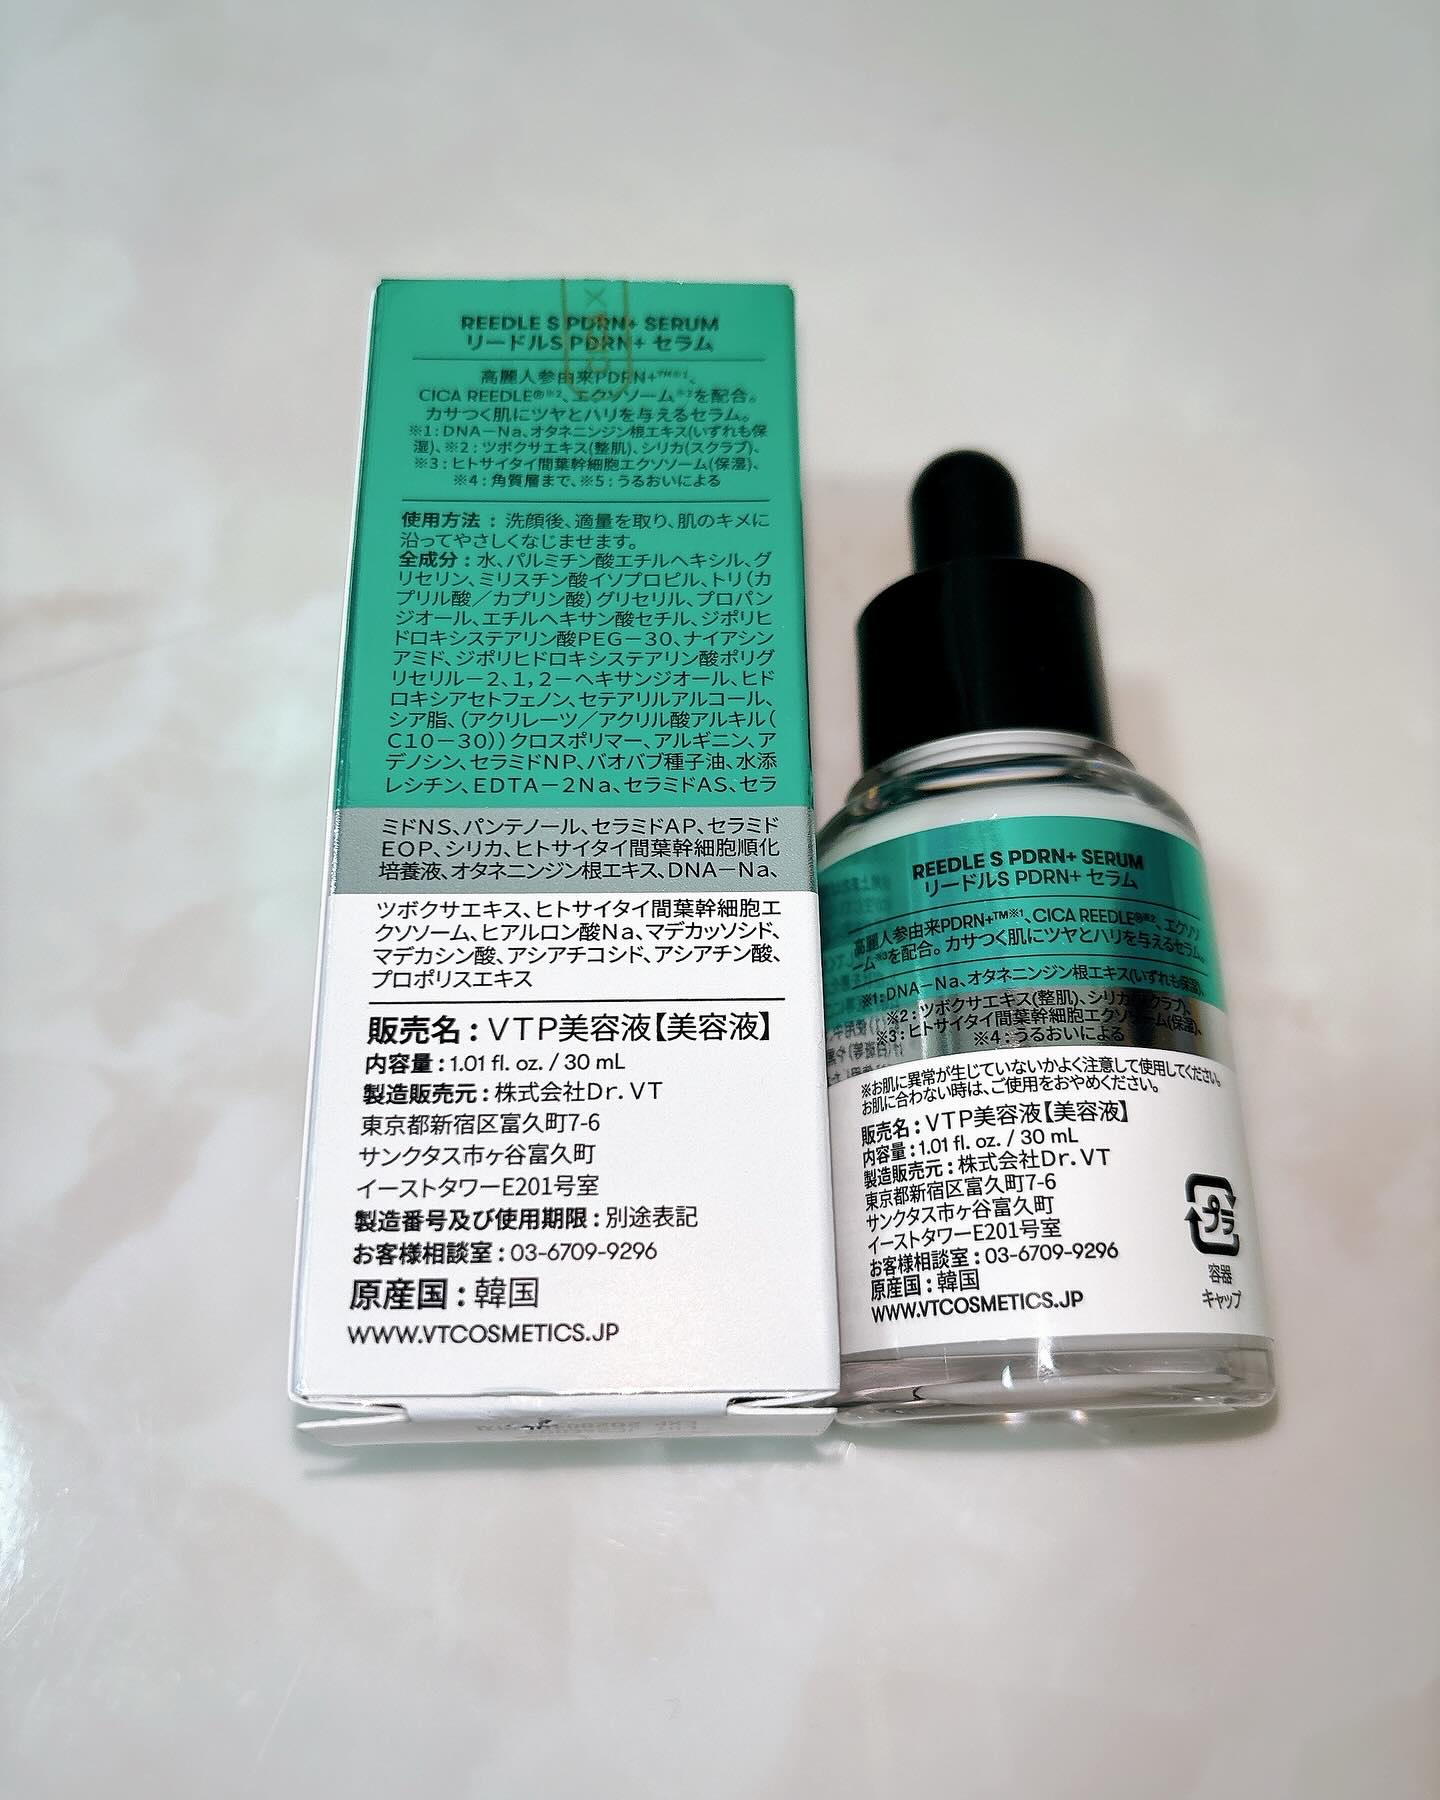 REEDLE S PDRN+ SERUM
リードルS PDRN+ セラム
高麗人参由来PDRN+™※1、
CICA REEDLE®※2、エクソソーム※3を配合。
カサつく肌にツヤとハリを与えるセラム。
※1:DNA−Na、オタネニンジン根エキス(いずれも保
湿)、※2:ツボクサエキス(整肌)、シリカ(スクラブ)、
※3:ヒトサイタイ間葉幹細胞エクソソーム(保湿)、
※4:角質層まで、※5:うるおいによる
使用方法:洗顔後、適量を取り、肌のキメに
沿ってやさしくなじませます。
全成分:水、パルミチン酸エチルヘキシル、グ
リセリン、ミリスチン酸イソプロピル、トリ(カ
プリル酸/カプリン酸)グリセリル、プロパン
ジオール、エチルヘキサン酸セチル、ジポリヒ
ドロキシステアリン酸PEG−30、ナイアシン
アミド、ジポリヒドロキシステアリン酸ポリグ
リセリル−2、1,2−ヘキサンジオール、ヒド
ロキシアセトフェノン、セテアリルアルコール、
シア脂、(アクリレーツ/アクリル酸アルキル(
C10−30))クロスポリマー、アルギニン、ア
デノシン、セラミドNP、バオバブ種子油、水添
レシチン、EDTA−2Na、セラミドAS、セラ
ミドNS、パンテノール、セラミドAP、セラミド
EOP、シリカ、ヒトサイタイ間葉幹細胞順化
培養液、オタネニンジン根エキス、DNA−Na、
ツボクサエキス、ヒトサイタイ間葉幹細胞エ
クソソーム、ヒアルロン酸Na、マデカッソシド、
マデカシン酸、アシアチコシド、アシアチン酸、
プロポリスエキス
販売名:VTP美容液【美容液】
内容量:1.01 fl. oz. / 30 mL
製造販売元:株式会社Dr. VT
東京都新宿区富久町7-6
サンクタス市ヶ谷富久町
イーストタワーE201号室
製造番号及び使用期限:別途表記
お客様相談室:03-6709-9296
原産国:韓国
WWW.VTCOSMETICS.JP
REEDLE S PDRN+ SERUM
リードルS PDRN+ セラム
高麗人参由来PDRN+™※1、CICA REEDLE®※2、エクソソ
ーム※3を配合。カサつく肌にツヤとハリを与えるセラム。
※1:DNA−Na、オタネニンジン根エキス(いずれも保湿)、
※2:ツボクサエキス(整肌)、シリカ(スクラブ)、
※3:ヒトサイタイ間葉幹細胞エクソソーム(保湿)、
※4:うるおいによる
※お肌に異常が生じていないかよく注意して使用してください。
お肌に合わない時は、ご使用をおやめください。
販売名:VTP美容液【美容液】
内容量:1.01 fl. oz. / 30 mL
製造販売元:株式会社Dr. VT
東京都新宿区富久町7-6
サンクタス市ヶ谷富久町
イーストタワーE201号室
お客様相談室:03-6709-9296
原産国:韓国
WWW.VTCOSMETICS.JP
プラ
容器
キャップ